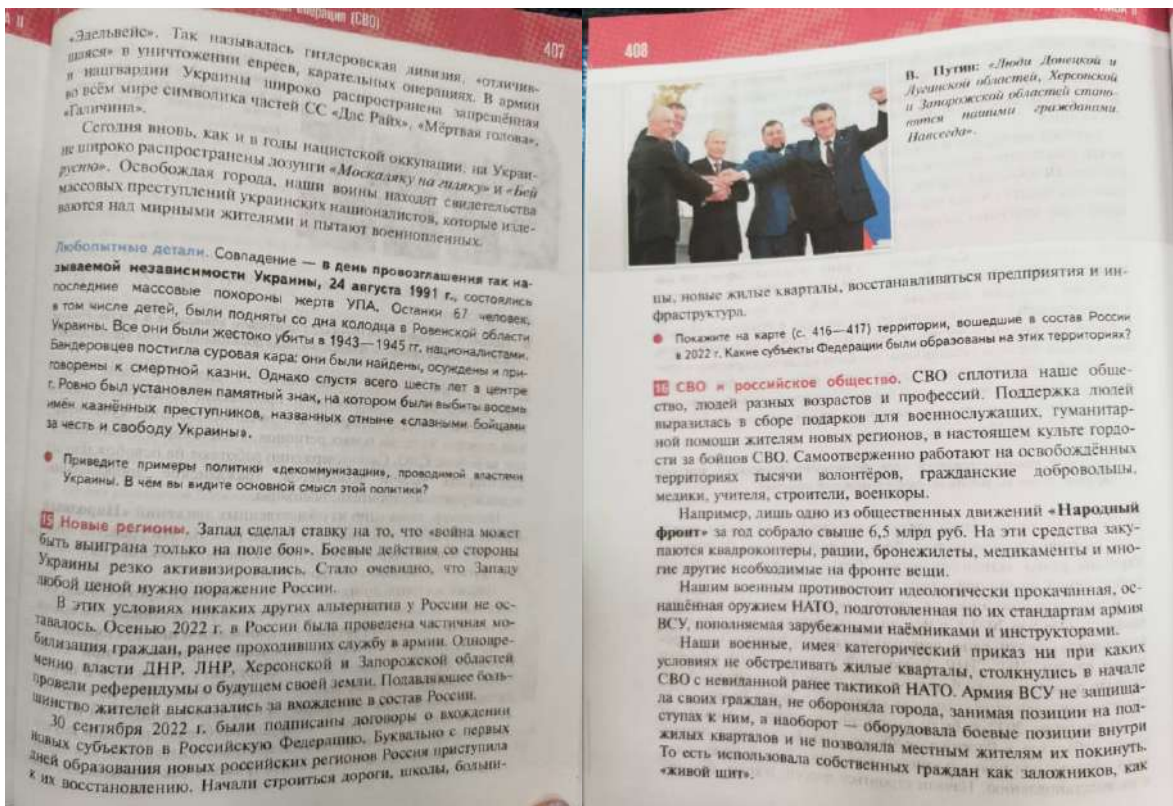 операция (СВО)
407
«Эдельвейс». Так называлась гитлеровская дивизия, «отличив-
шаяся» в уничтожении евреев, карательных операциях. В армии
и нацгвардии Украины широко распространена запрещённая
во всём мире символика частей СС «Дас Райх», «Мёртвая голова»,
«Галичина».
Сегодня вновь, как и в годы нацистской оккупации, на Украи-
не широко распространены лозунги «Москаляку на гиляку» и «Бей
русню». Освобождая города, наши воины находят свидетельства
массовых преступлений украинских националистов, которые изде-
ваются над мирными жителями и пытают военнопленных.
Любопытные детали. Совпадение — в день провозглашения так на-
зываемой независимости Украины, 24 августа 1991 г., состоялись
последние массовые похороны жертв УПА. Останки 67 человек,
в том числе детей, были подняты со дна колодца в Ровенской области
Украины. Все они были жестоко убиты в 1943—1945 гг. националистами.
Бандеровцев постигла суровая кара: они были найдены, осуждены и при-
говорены к смертной казни. Однако спустя всего шесть лет в центре
г. Ровно был установлен памятный знак, на котором были выбиты восемь
имён казнённых преступников, названных отныне «славными бойцами
за честь и свободу Украины».
● Приведите примеры политики «декоммунизации», проводимой властями
Украины. В чём вы видите основной смысл этой политики?
15 Новые регионы. Запад сделал ставку на то, что «война может
быть выиграна только на поле боя». Боевые действия со стороны
Украины резко активизировались. Стало очевидно, что Западу
любой ценой нужно поражение России.
В этих условиях никаких других альтернатив у России не ос-
тавалось. Осенью 2022 г. в России была проведена частичная мо-
билизация граждан, ранее проходивших службу в армии. Одновре-
менно власти ДНР, ЛНР, Херсонской и Запорожской областей
провели референдумы о будущем своей земли. Подавляющее боль-
шинство жителей высказались за вхождение в состав России.
30 сентября 2022 г. были подписаны договоры о вхождении
новых субъектов в Российскую Федерацию. Буквально с первых
дней образования новых российских регионов Россия приступила
к их восстановлению. Начали строиться дороги, школы, больни-
408
В. Путин: «Люди Донецкой и
Луганской областей, Херсонской
и Запорожской областей стано-
вятся нашими гражданами.
Навсегда».
цы, новые жилые кварталы, восстанавливаться предприятия и ин-
фраструктура.
● Покажите на карте (с. 416—417) территории, вошедшие в состав России
в 2022 г. Какие субъекты Федерации были образованы на этих территориях?
16 СВО и российское общество. СВО сплотила наше обще-
ство, людей разных возрастов и профессий. Поддержка людей
выразилась в сборе подарков для военнослужащих, гуманитар-
ной помощи жителям новых регионов, в настоящем культе гордо-
сти за бойцов СВО. Самоотверженно работают на освобождённых
территориях тысячи волонтёров, гражданские добровольцы,
медики, учителя, строители, военкоры.
Например, лишь одно из общественных движений «Народный
фронт» за год собрало свыше 6,5 млрд руб. На эти средства заку-
паются квадрокоптеры, рации, бронежилеты, медикаменты и мно-
гие другие необходимые на фронте вещи.
Нашим военным противостоит идеологически прокачанная, ос-
нащённая оружием НАТО, подготовленная по их стандартам армия
ВСУ, пополняемая зарубежными наёмниками и инструкторами.
Наши военные, имея категорический приказ ни при каких
условиях не обстреливать жилые кварталы, столкнулись в начале
СВО с невиданной ранее тактикой НАТО. Армия ВСУ не защища-
ла своих граждан, не обороняла города, занимая позиции на под-
ступах к ним, а наоборот — оборудовала боевые позиции внутри
жилых кварталов и не позволяла местным жителям их покинуть.
То есть использовала собственных граждан как заложников, как
«живой щит».